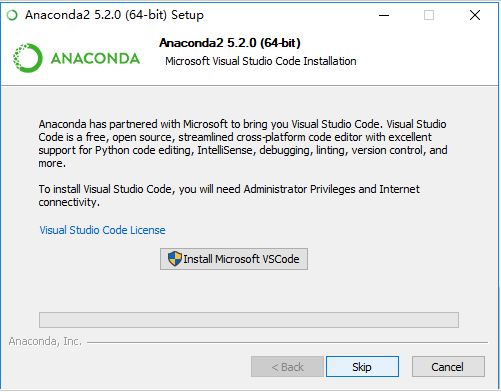 Anaconda2 5.2.0 (64-bit) Setup
Anaconda2 5.2.0 (64-bit)
ANACONDA
Microsoft Visual Studio Code Installation
Anaconda has partnered with Microsoft to bring you Visual Studio Code. Visual Studio
Code is a free, open source, streamlined cross-platform code editor with excellent
support for Python code editing, IntelliSense, debugging, linting, version control, and
more.
To install Visual Studio Code, you will need Administrator Privileges and Internet
connectivity.
Visual Studio Code License
Install Microsoft VSCode
Anaconda, Inc.
< Back
Skip
Cancel